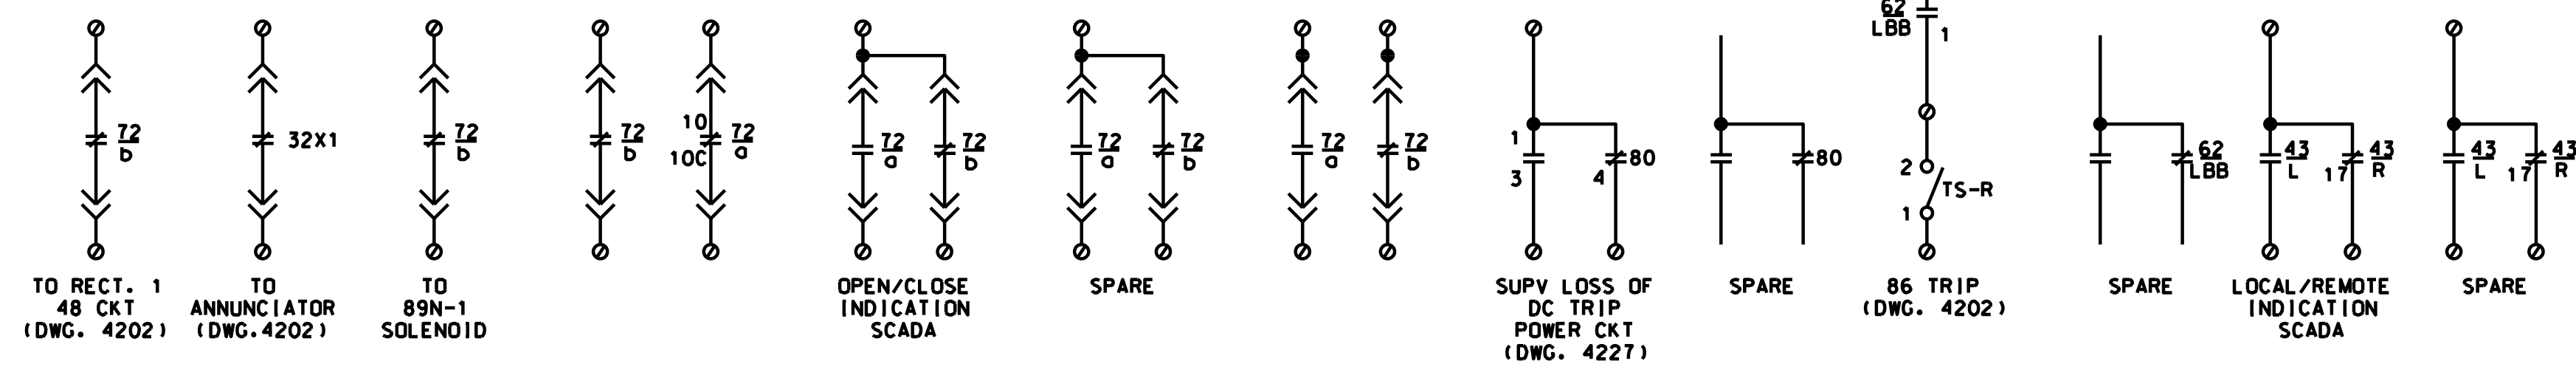 72
b
TO RECT. 1
48 CKT
(DWG. 4202)
32X1
TO
ANNUNCIATOR
(DWG.4202)
72
b
TO
89N-1
SOLENOID
72
b
10
10C
72
a
72
a
72
b
OPEN/CLOSE
INDICATION
SCADA
72
a
72
b
SPARE
72
a
72
b
1
3
4
80
SUPV LOSS OF
DC TRIP
POWER CKT
(DWG. 4227)
80
SPARE
62
LBB
1
2
TS-R
1
86 TRIP
(DWG. 4202)
62
LBB
SPARE
43
L
17
43
R
LOCAL/REMOTE
INDICATION
SCADA
43
L
17
43
R
SPARE